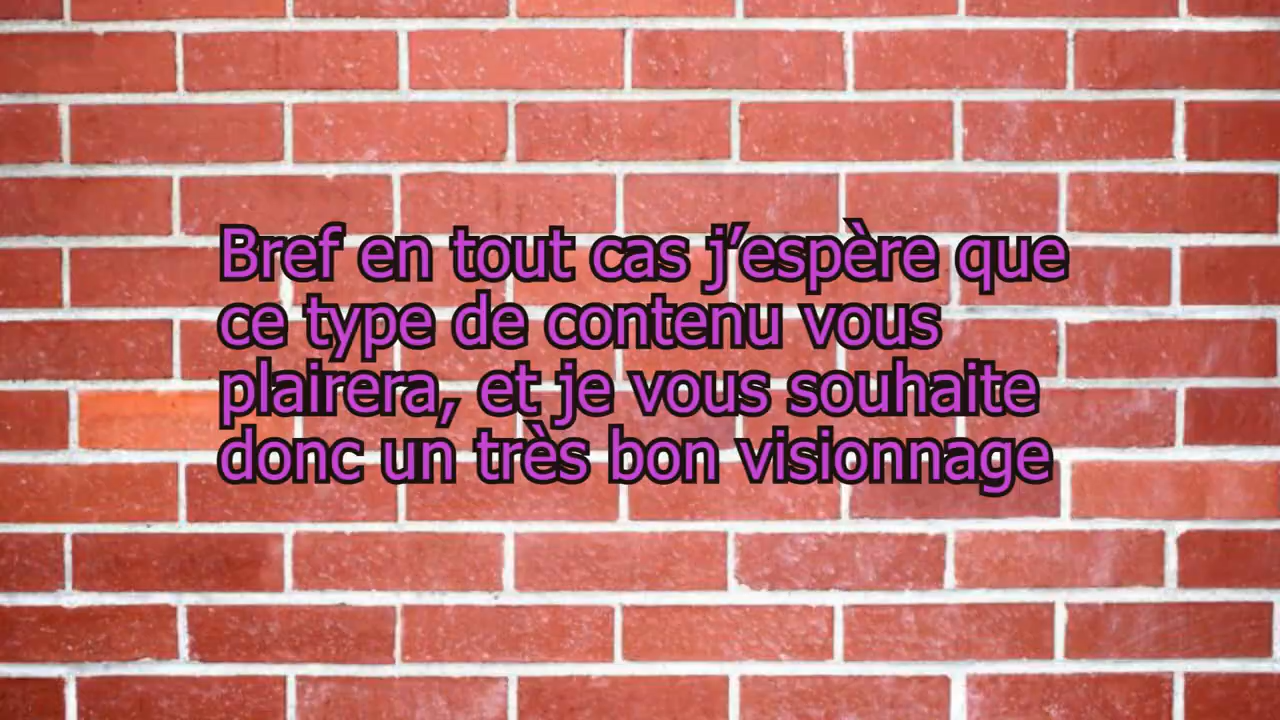 Bref en tout cas j’espère que
ce type de contenu vous
plairera, et je vous souhaite
donc un très bon visionnage